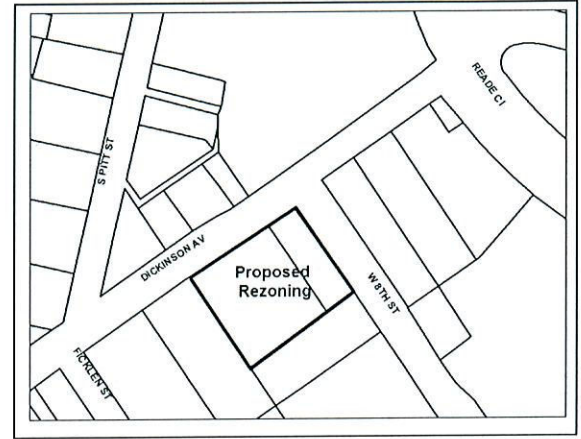 READE CI
S PITT ST
DICKINSON AV
Proposed
Rezoning
W 8TH ST
FICKLEN ST